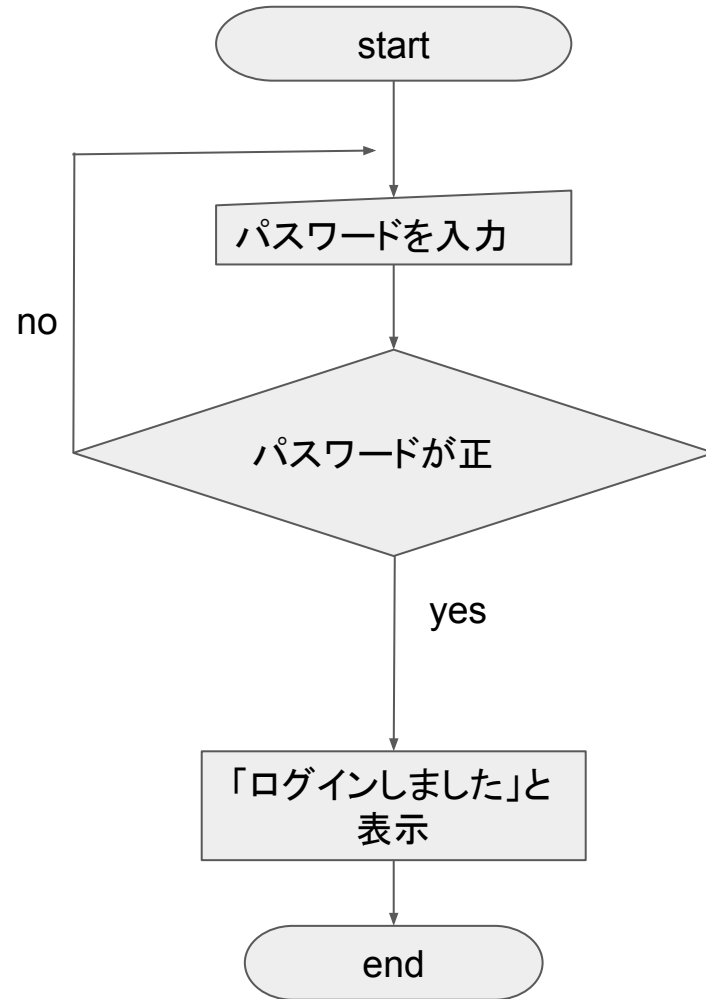 start
パスワードを入力
no
パスワードが正
yes
「ログインしました」と
表示
end